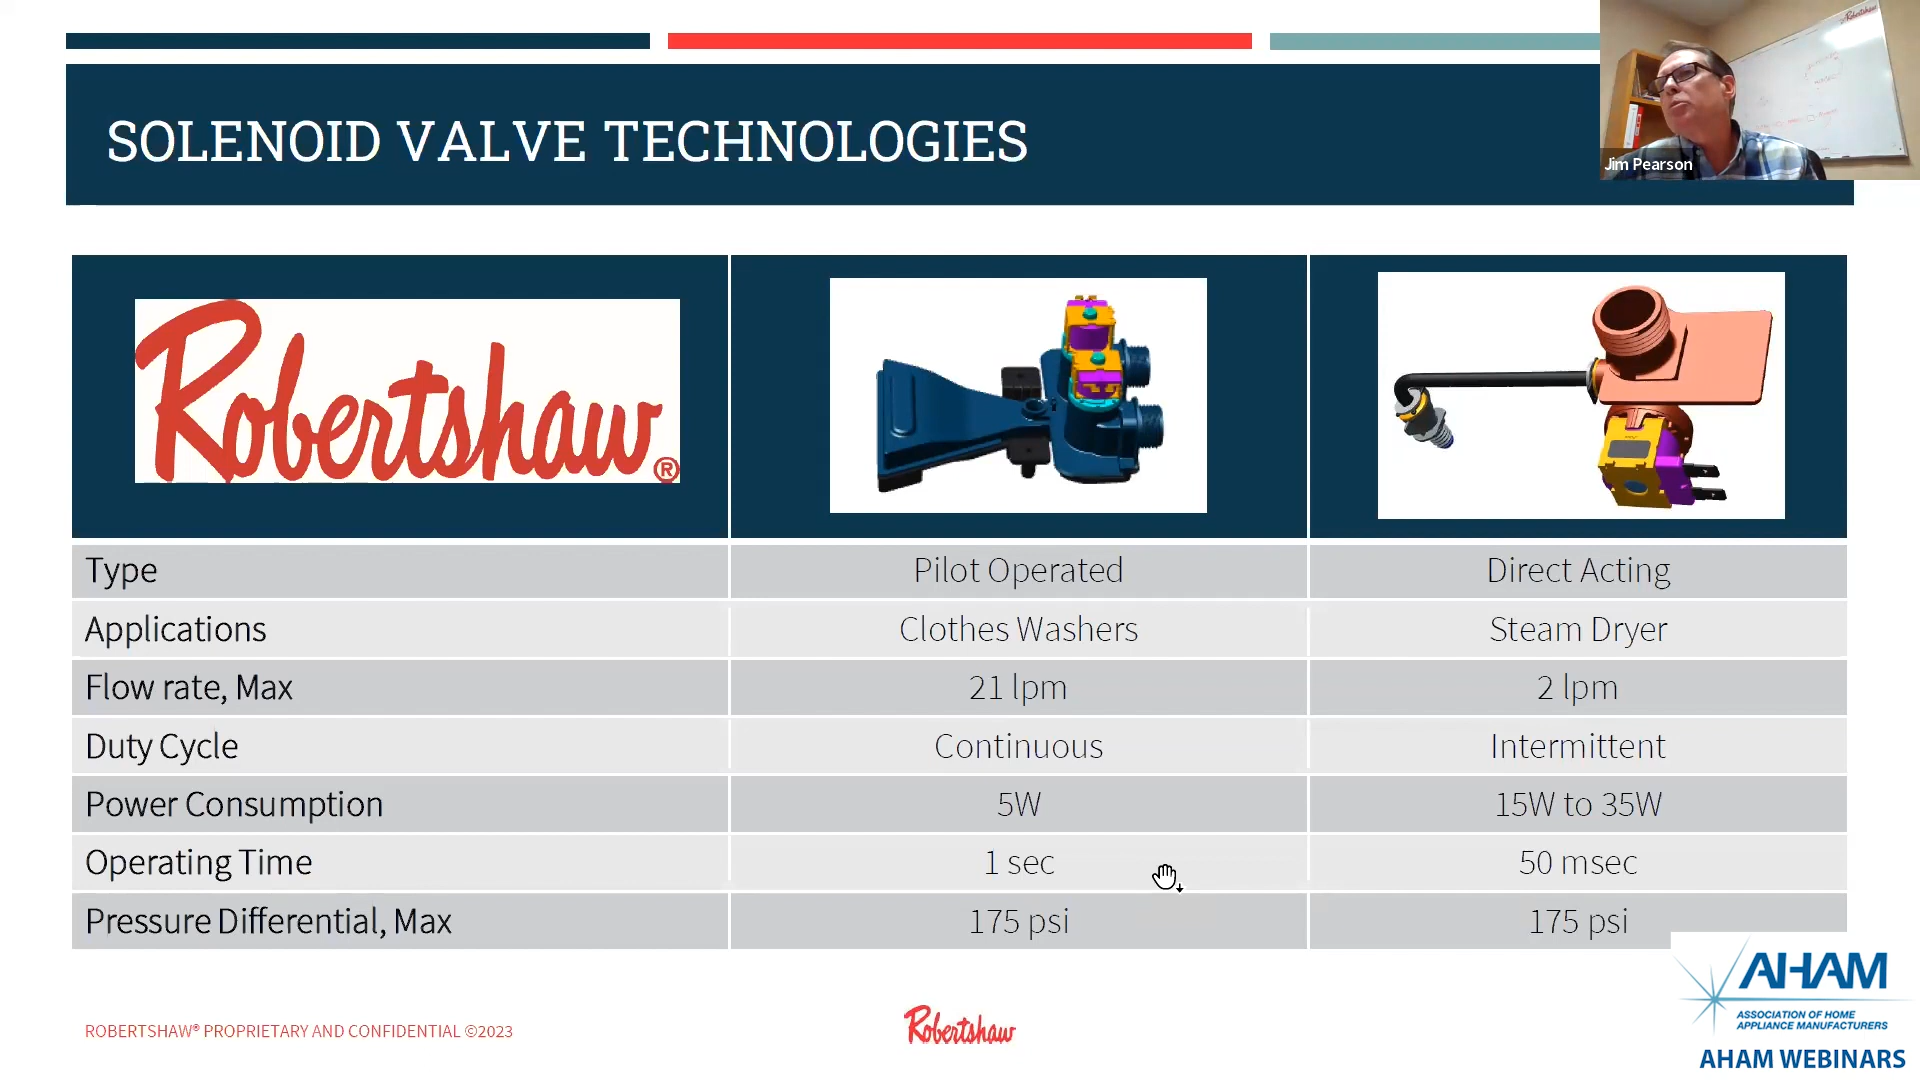 SOLENOID VALVE TECHNOLOGIES
Robertshaw
Jim Pearson
Robertshaw®
Type Pilot Operated Direct Acting
Applications Clothes Washers Steam Dryer
Flow rate, Max 21 lpm 2 lpm
Duty Cycle Continuous Intermittent
Power Consumption 5W 15W to 35W
Operating Time 1 sec 50 msec
Pressure Differential, Max 175 psi 175 psi
ROBERTSHAW® PROPRIETARY AND CONFIDENTIAL ©2023
Robertshaw
AHAM
ASSOCIATION OF HOME
APPLIANCE MANUFACTURERS
AHAM WEBINARS